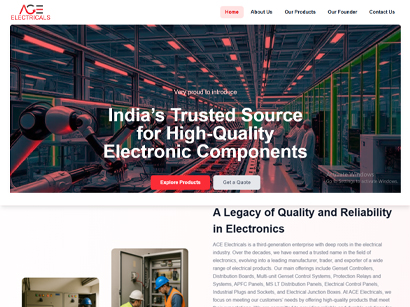 ACE
ELECTRICALS
Home
About Us
Our Products
Our Founder
Contact Us
Very proud to introduce
India's Trusted Source
for High-Quality
Electronic Components
Activate Windows
Go to Settings to activate Windows.
Explore Products
Get a Quote
A Legacy of Quality and Reliability
in Electronics
ACE Electricals is a third-generation enterprise with deep roots in the electrical
industry. Over the decades, we have earned a trusted name in the field of
electronics, evolving into a leading manufacturer, trader, and exporter of a wide
range of electrical products. Our main offerings include Genset Controllers,
Distribution Boards, Multi and Genset Control Systems, Protection Relays and
Systems, APFC Panels, MS LT Distribution Panels, Electrical Control Panels,
Industrial Plugs and Sockets, and Electrical Junction Boxes. At ACE Electricals, we
focus on meeting our customers' needs by offering high-quality products that meet